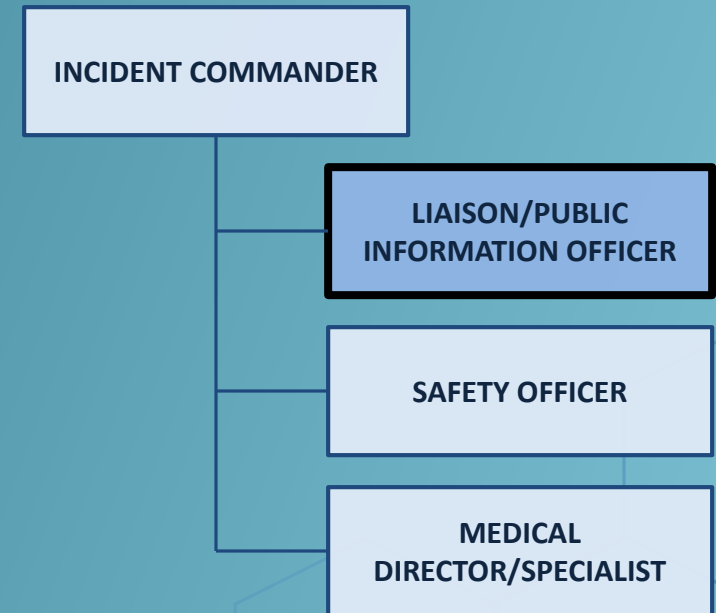 INCIDENT COMMANDER
LIAISON/PUBLIC
INFORMATION OFFICER
SAFETY OFFICER
MEDICAL
DIRECTOR/SPECIALIST